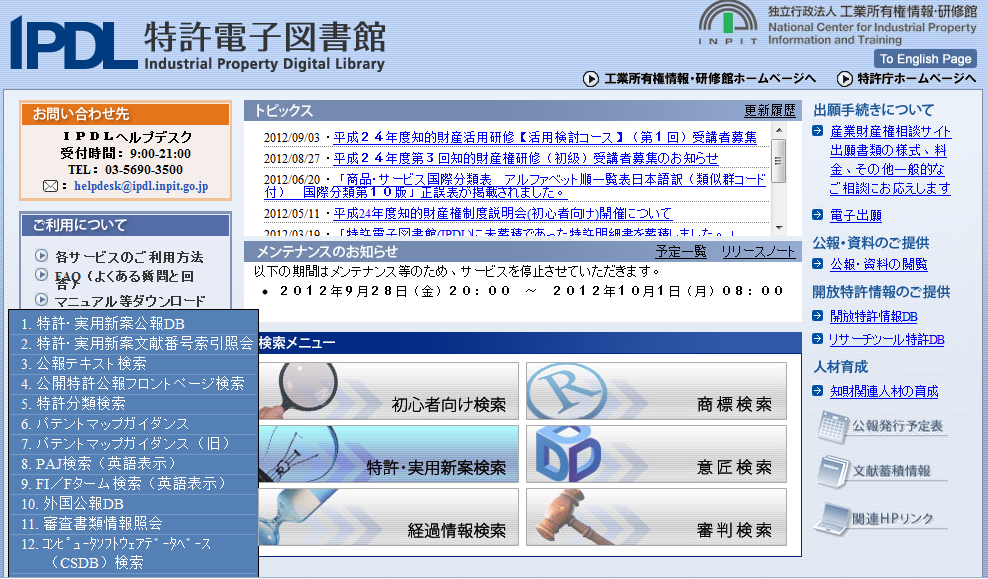 IPDL 特許電子図書館
Industrial Property Digital Library
INPIT
独立行政法人 工業所有権情報・研修館
National Center for Industrial Property
Information and Training
To English Page
工業所有権情報・研修館ホームページへ
特許庁ホームページへ
お問い合わせ先
ＩＰＤＬヘルプデスク
受付時間： 9:00-21:00
TEL： 03-5690-3500
： helpdesk@ipdl.inpit.go.jp
ご利用について
各サービスのご利用方法
FAQ（よくある質問と回
答）
マニュアル等ダウンロード
1. 特許・実用新案公報DB
2. 特許・実用新案文献番号索引照会
3. 公報テキスト検索
4. 公開特許公報フロントページ検索
5. 特許分類検索
6. パテントマップガイダンス
7. パテントマップガイダンス（旧）
8. PAJ検索（英語表示）
9. FI／Fターム検索（英語表示）
10. 外国公報DB
11. 審査書類情報照会
12. ｺﾝﾋﾟｭｰﾀｿﾌﾄｳｪｱﾃﾞｰﾀﾍﾞｰｽ
（CSDB）検索
トピックス
更新履歴
2012/09/03・平成２４年度知的財産活用研修【活用検討コース】（第１回）受講者募集
2012/08/27・平成２４年度第３回知的財産権研修（初級）受講者募集のお知らせ
2012/06/20・「商品・サービス国際分類表　アルファベット順一覧表日本語訳（類似群コード
付）　国際分類第１０版」正誤表が掲載されました。
2012/05/11・平成24年度知的財産権制度説明会(初心者向け)開催について
2012/03/19・「特許電子図書館(IPDL)に未蓄積であった特許明細書を蓄積しました。」
メンテナンスのお知らせ
予定一覧
リリースノート
以下の期間はメンテナンス等のため、サービスを停止させていただきます。
● ２０１２年９月２８日（金）２０：００　～　２０１２年１０月１日（月）０８：００
検索メニュー
初心者向け検索
商標検索
特許・実用新案検索
意匠検索
経過情報検索
審判検索
出願手続きについて
産業財産権相談サイト
出願書類の様式、料
金、その他一般的な
ご相談にお応えします
電子出願
公報・資料のご提供
公報・資料の閲覧
開放特許情報のご提供
開放特許情報DB
リサーチツール特許DB
人材育成
知財関連人材の育成
公報発行予定表
文献蓄積情報
関連HPリンク